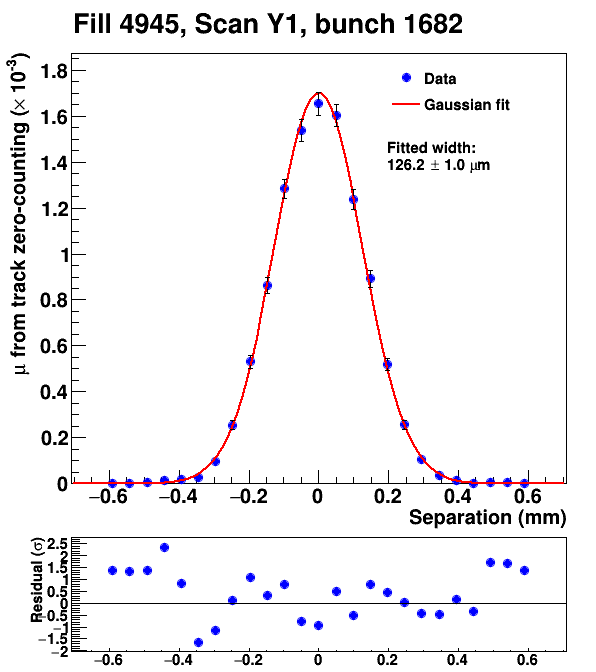 Fill 4945, Scan Y1, bunch 1682
μ from track zero-counting (× 10⁻³)
1.8
1.6
1.4
1.2
1
0.8
0.6
0.4
0.2
0
Data
Gaussian fit
Fitted width:
126.2 ± 1.0 μm
−0.6 −0.4 −0.2 0 0.2 0.4 0.6
Separation (mm)
Residual (σ)
2.5
2
1.5
1
0.5
0
−0.5
−1
−1.5
−2
−0.6 −0.4 −0.2 0 0.2 0.4 0.6